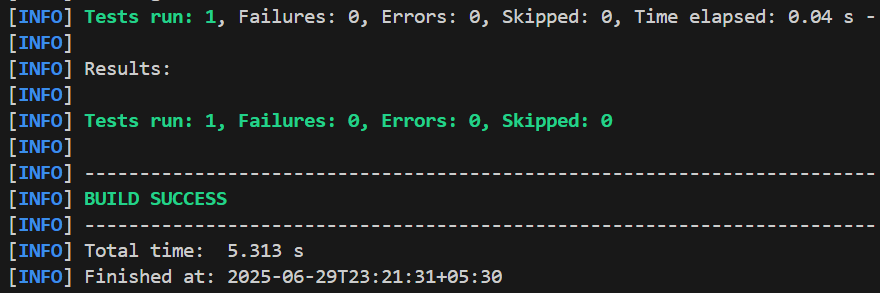 [INFO] Tests run: 1, Failures: 0, Errors: 0, Skipped: 0, Time elapsed: 0.04 s -
[INFO]
[INFO] Results:
[INFO]
[INFO] Tests run: 1, Failures: 0, Errors: 0, Skipped: 0
[INFO]
[INFO] ------------------------------------------------------------------------
[INFO] BUILD SUCCESS
[INFO] ------------------------------------------------------------------------
[INFO] Total time:  5.313 s
[INFO] Finished at: 2025-06-29T23:21:31+05:30